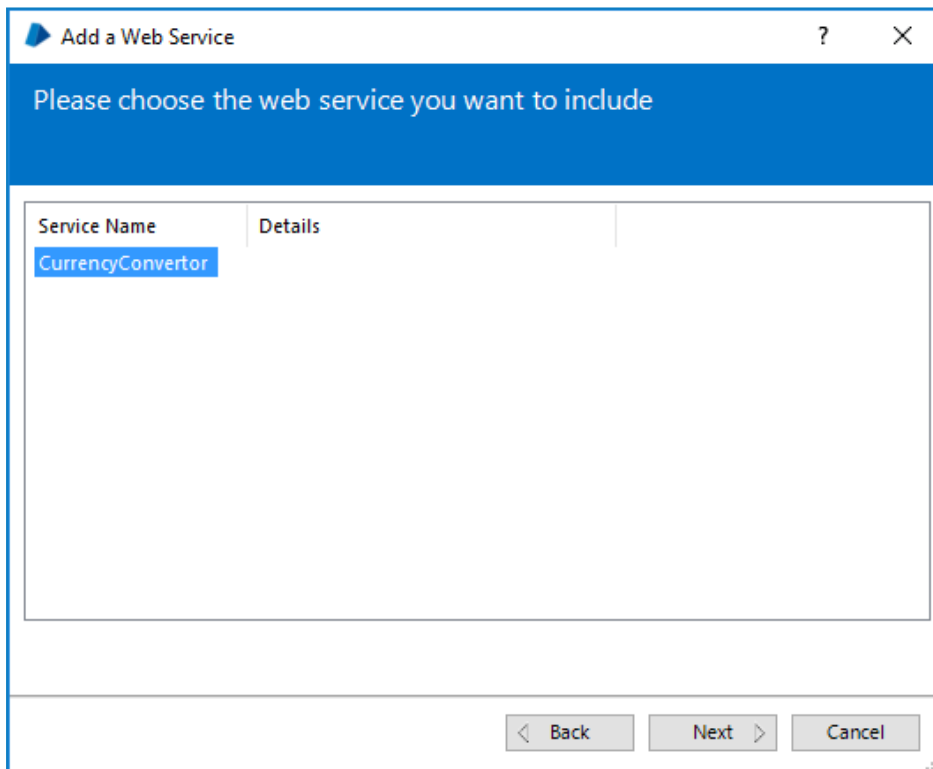 Add a Web Service ?
Please choose the web service you want to include
Service Name Details
CurrencyConvertor
Back Next Cancel